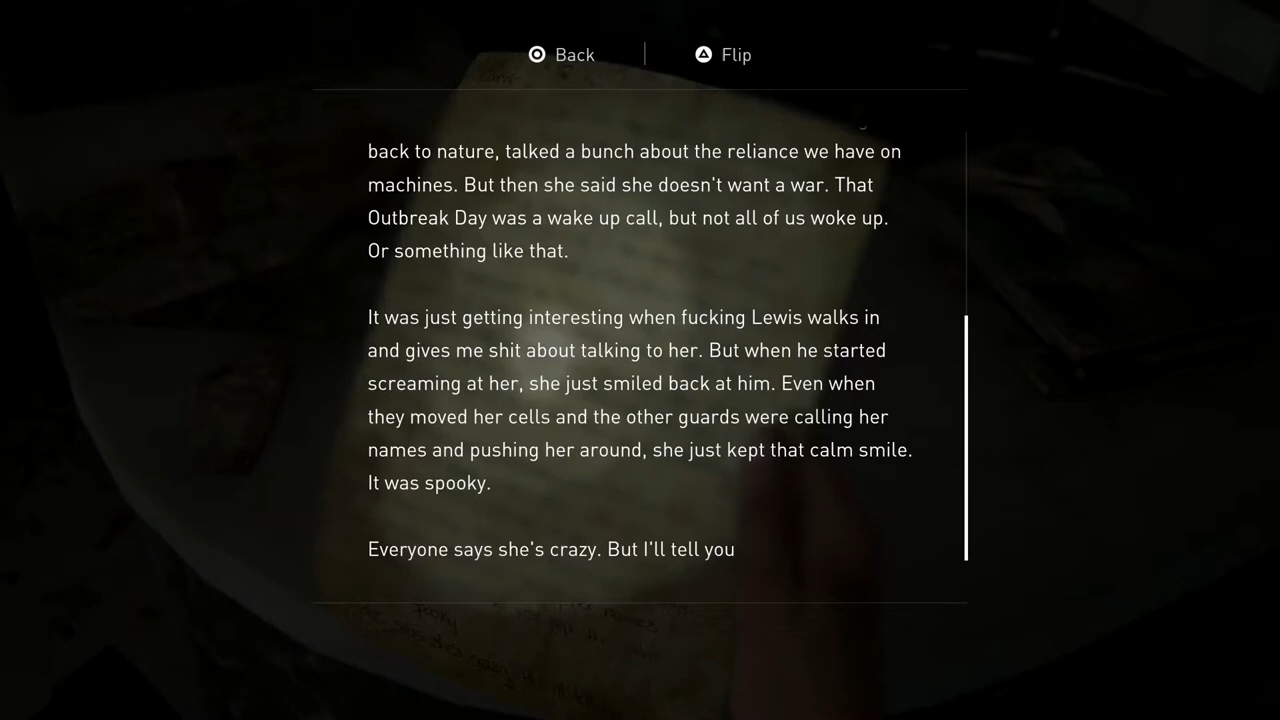 Back
Flip
back to nature, talked a bunch about the reliance we have on
machines. But then she said she doesn't want a war. That
Outbreak Day was a wake up call, but not all of us woke up.
Or something like that.
It was just getting interesting when fucking Lewis walks in
and gives me shit about talking to her. But when he started
screaming at her, she just smiled back at him. Even when
they moved her cells and the other guards were calling her
names and pushing her around, she just kept that calm smile.
It was spooky.
Everyone says she's crazy. But I'll tell you